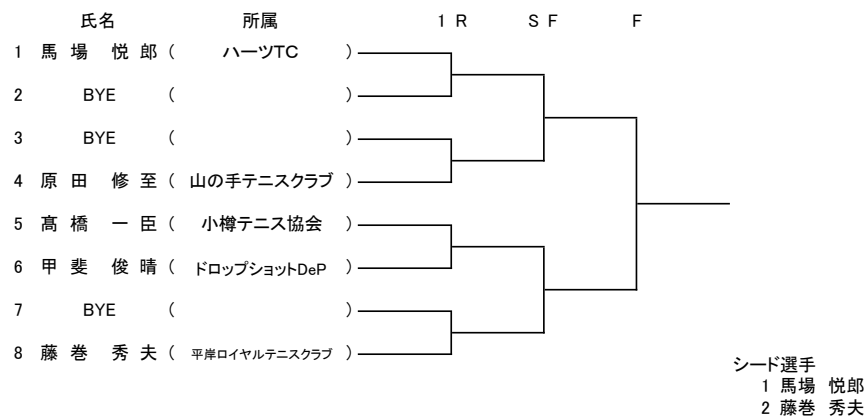 氏名 所属 1 R S F F
1 馬 場 悦 郎 ( ハーツTC )
2 BYE ( )
3 BYE ( )
4 原 田 修 至 ( 山の手テニスクラブ )
5 髙 橋 一 臣 ( 小樽テニス協会 )
6 甲 斐 俊 晴 ( ドロップショットDeP )
7 BYE ( )
8 藤 巻 秀 夫 ( 平岸ロイヤルテニスクラブ )
シード選手
1 馬場 悦郎
2 藤巻 秀夫